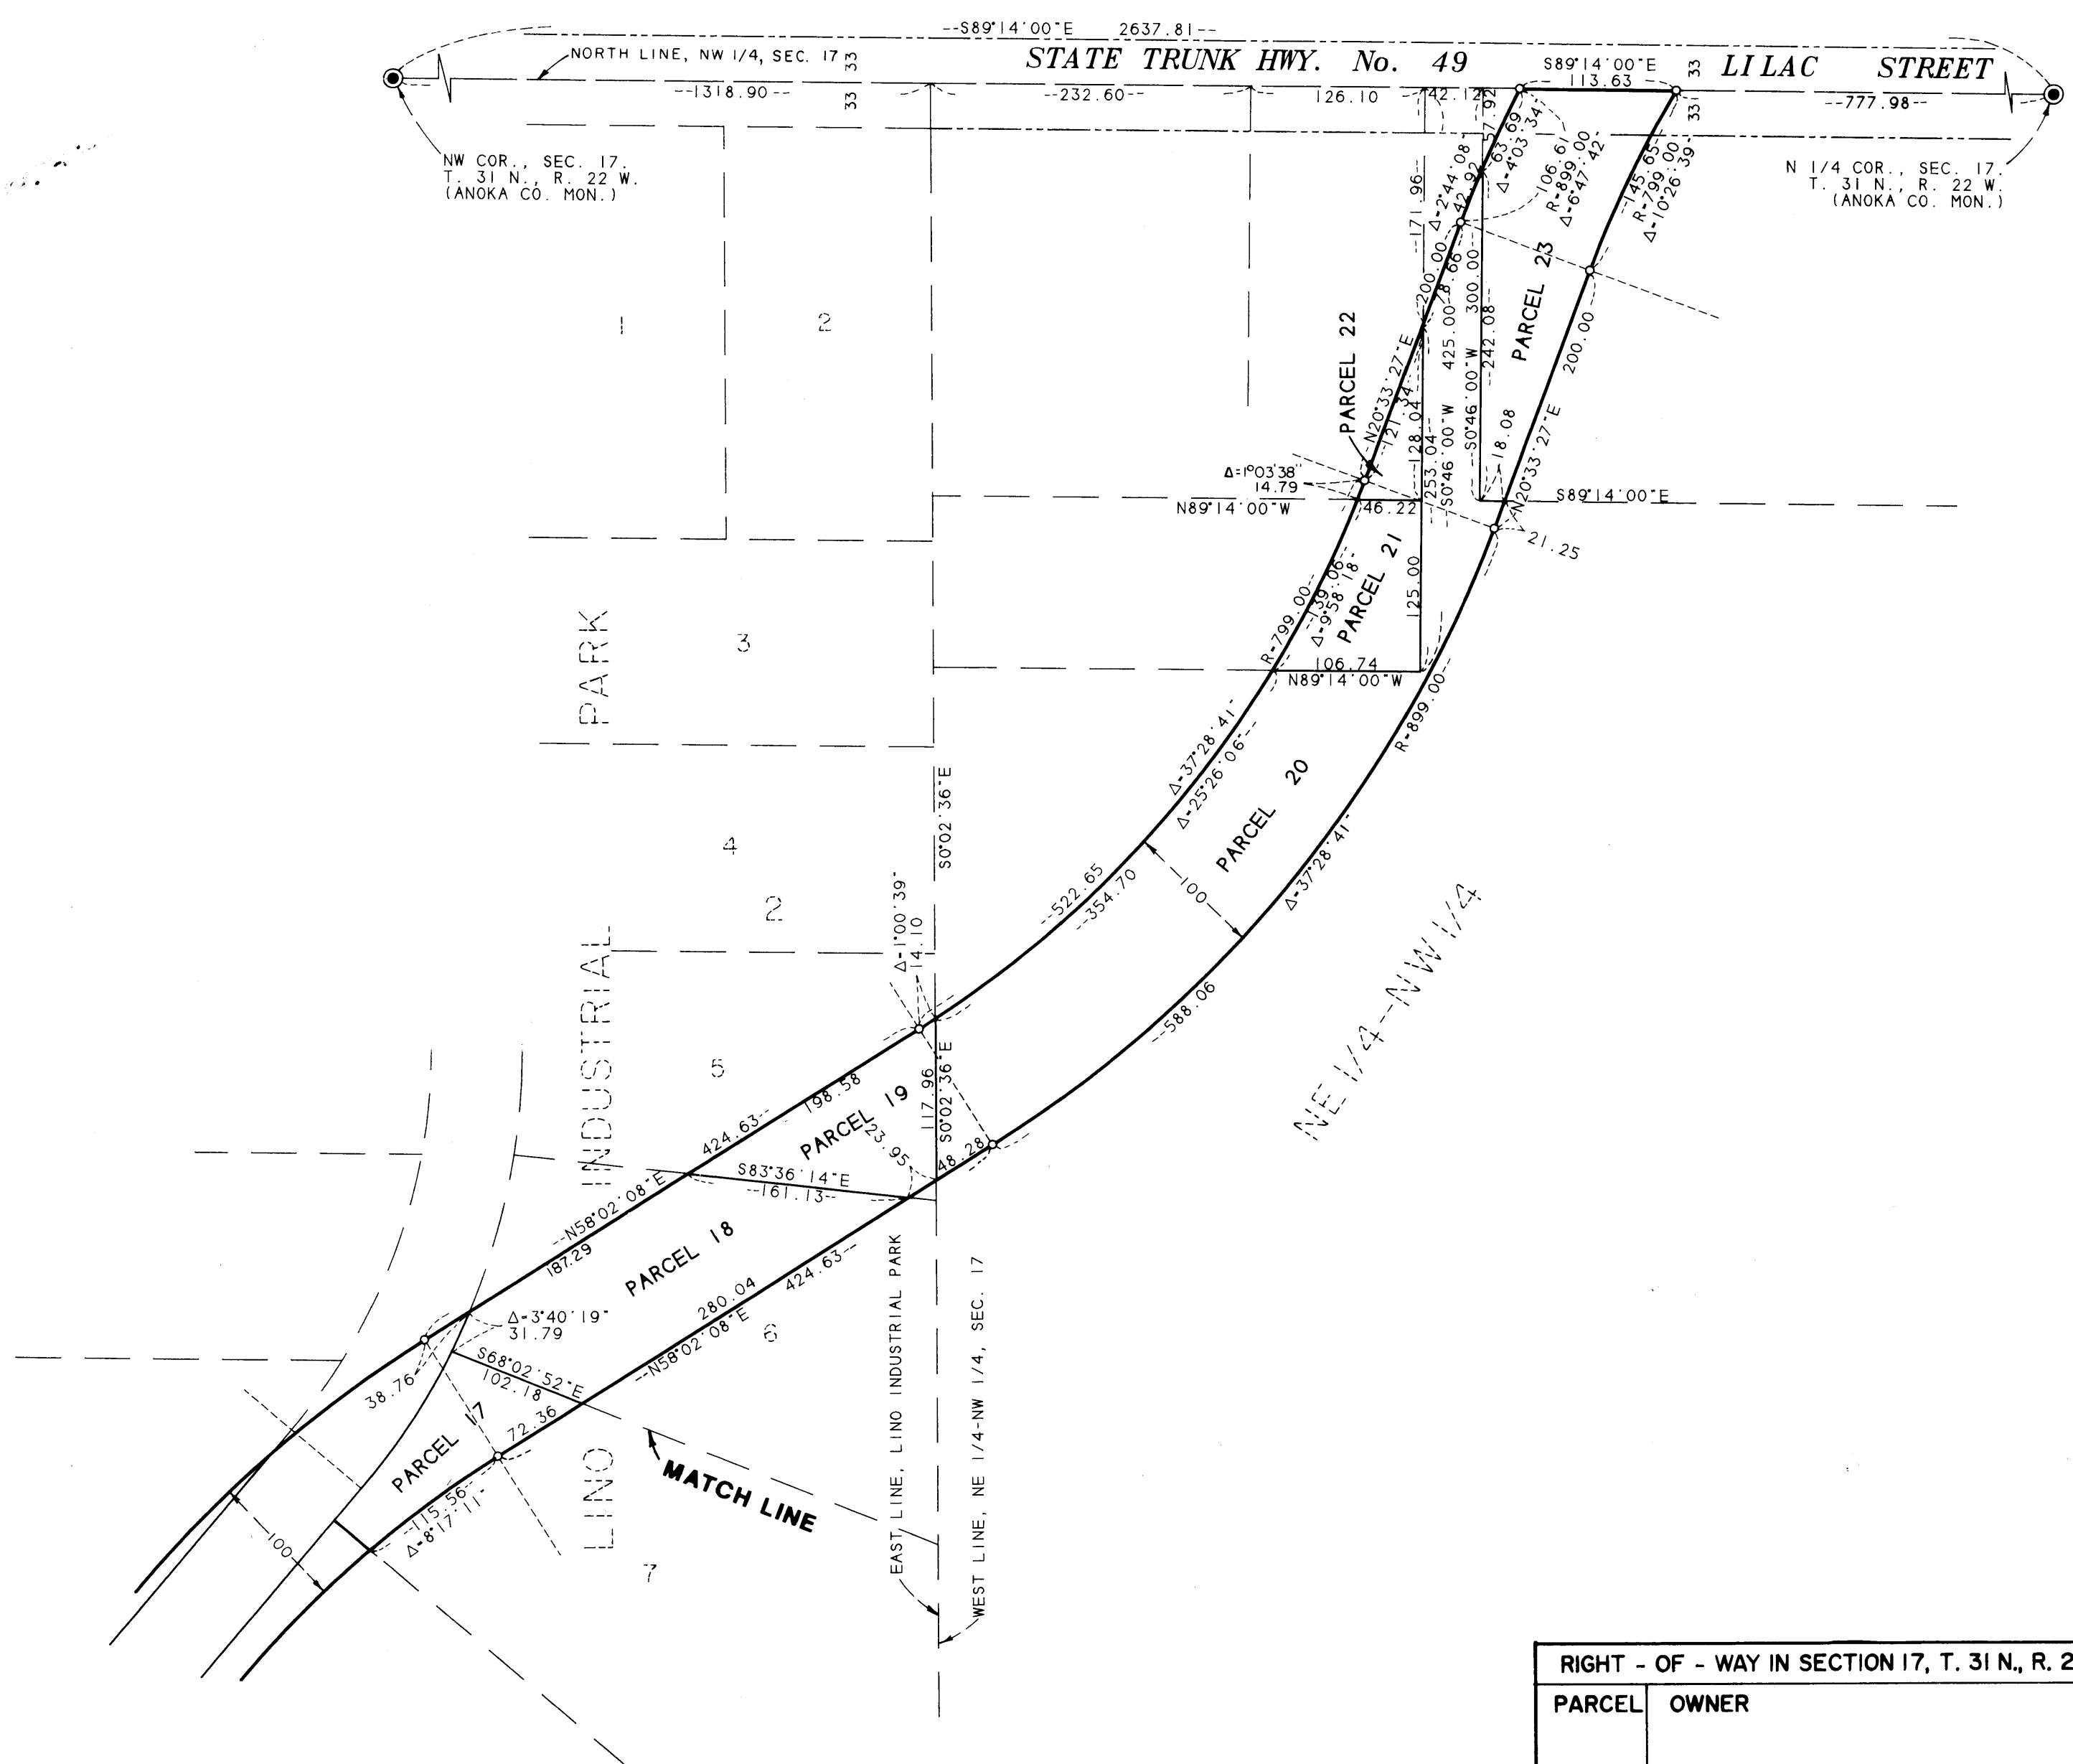 --S89°14'00"E 2637.81--
NORTH LINE, NW 1/4, SEC. 17
33
33
STATE TRUNK HWY. No. 49
S89°14'00"E
113.63
33
33
LILAC STREET
--1318.90--
--232.60--
126.10
42.12
57.92
--777.98--
NW COR., SEC. 17.
T. 31 N., R. 22 W.
(ANOKA CO. MON.)
N 1/4 COR., SEC. 17.
T. 31 N., R. 22 W.
(ANOKA CO. MON.)
--171.96--
Δ=2°44'08"
42.92
63.69
Δ=4°03'34"
106.61
R=899.00
Δ=6°47'42"
--145.65--
R=799.00
Δ=10°26'39"
1
2
200.00
78.66
425.00
300.00
--242.08--
PARCEL 23
200.00
PARCEL 22
N20°33'27"E
121.34
128.04
253.04
S0°46'00"W
S0°46'00"W
18.08
N20°33'27"E
Δ=1°03'38"
14.79
N89°14'00"W
46.22
S89°14'00"E
21.25
PARK
3
R=799.00--
--139.06--
Δ=9°58'18"
PARCEL 21
125.00
106.74
N89°14'00"W
R=899.00--
Δ=37°28'41"
Δ=25°26'06"
S0°02'36"E
4
2
PARCEL 20
100
Δ=37°28'41"
--522.65
--354.70
Δ=1°00'39"
14.10
NE 1/4-NW 1/4
INDUSTRIAL
--588.06
5
198.58
424.63--
PARCEL 19
117.96
S0°02'36"E
23.95
48.28
S83°36'14"E
--161.13--
--N58°02'08"E
187.29
PARCEL 18
280.04
424.63--
--N58°02'08"E
6
Δ=3°40'19"
31.79
38.76
S68°02'52"E
102.18
72.36
PARCEL 17
--115.56--
Δ=8°17'11"
100
LINO
MATCH LINE
7
EAST LINE, LINO INDUSTRIAL PARK
WEST LINE, NE 1/4-NW 1/4, SEC. 17
RIGHT - OF - WAY IN SECTION 17, T. 31 N., R. 2
PARCEL OWNER